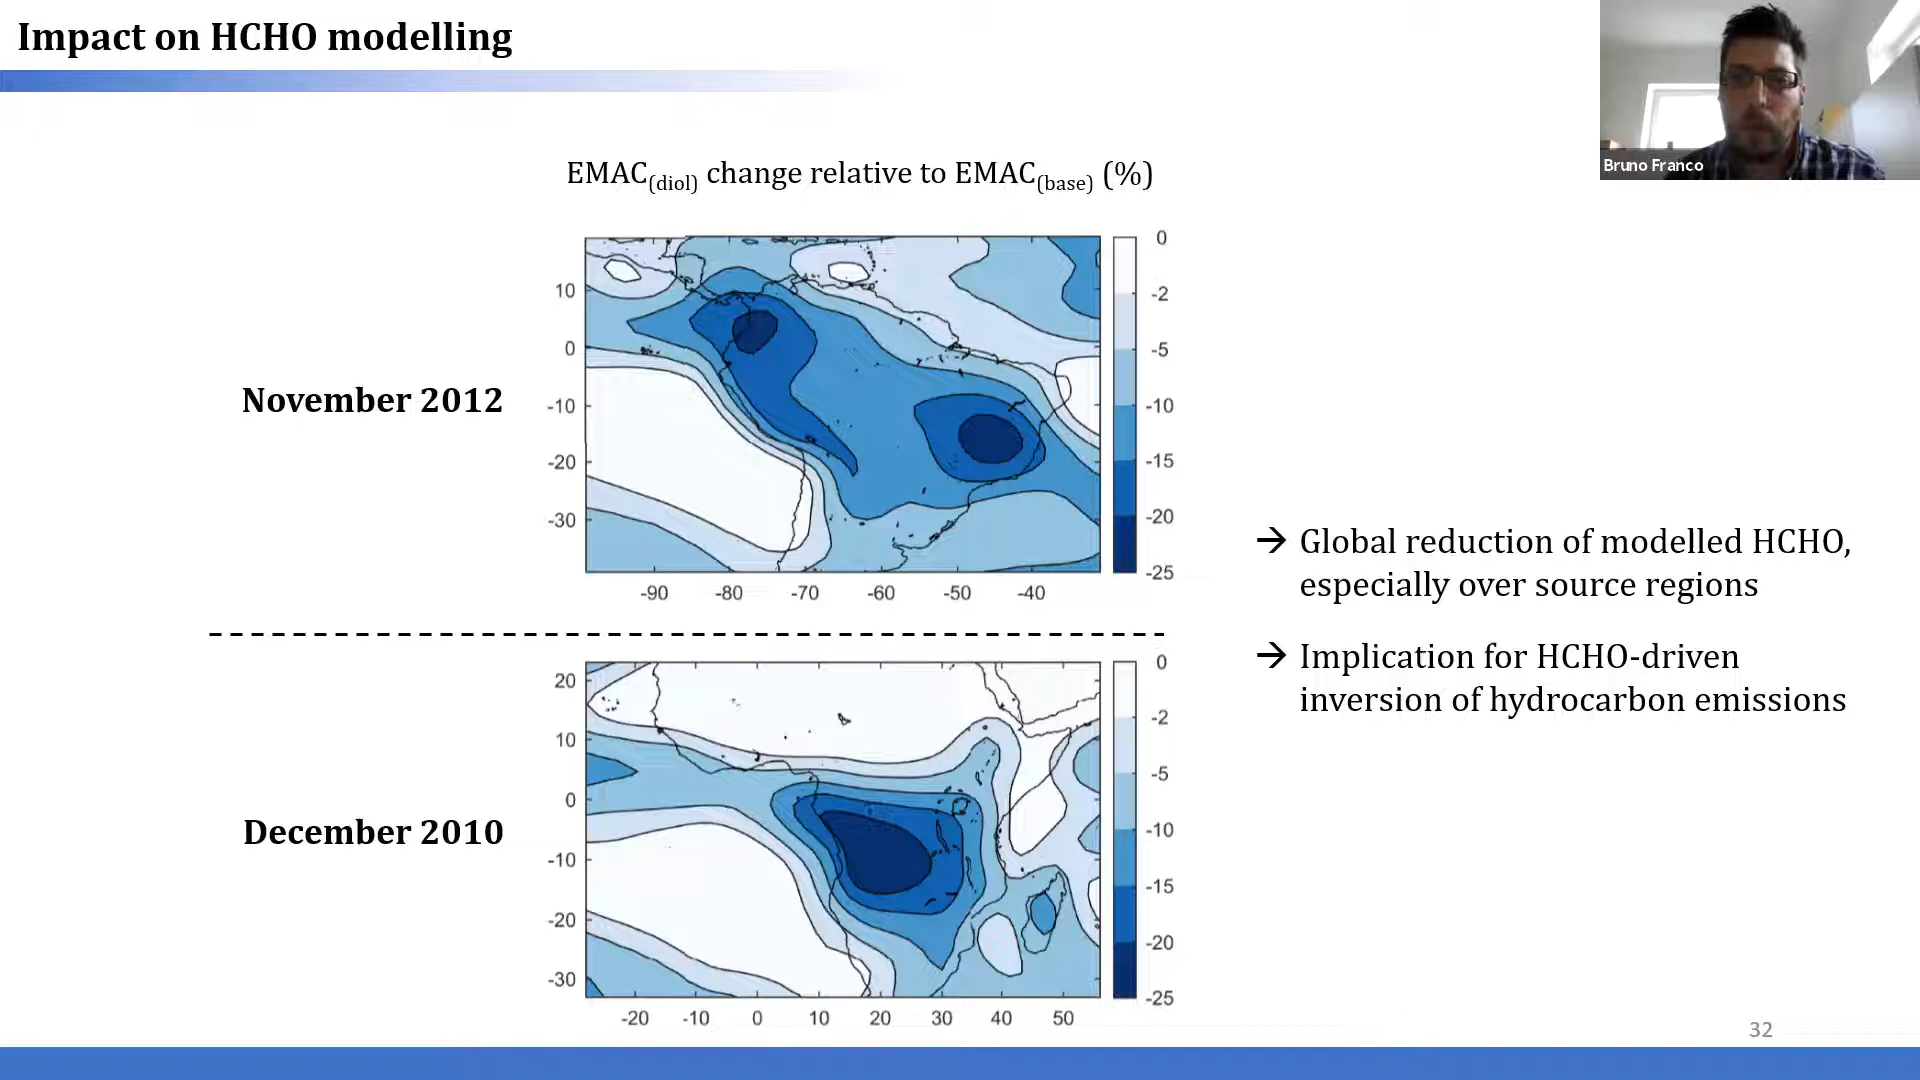 Impact on HCHO modelling
Bruno Franco
EMAC(diol) change relative to EMAC(base) (%)
November 2012
10
0
-10
-20
-30
-90 -80 -70 -60 -50 -40
0
-2
-5
-10
-15
-20
-25
→ Global reduction of modelled HCHO,
especially over source regions
→ Implication for HCHO-driven
inversion of hydrocarbon emissions
December 2010
20
10
0
-10
-20
-30
-20 -10 0 10 20 30 40 50
0
-2
-5
-10
-15
-20
-25
32